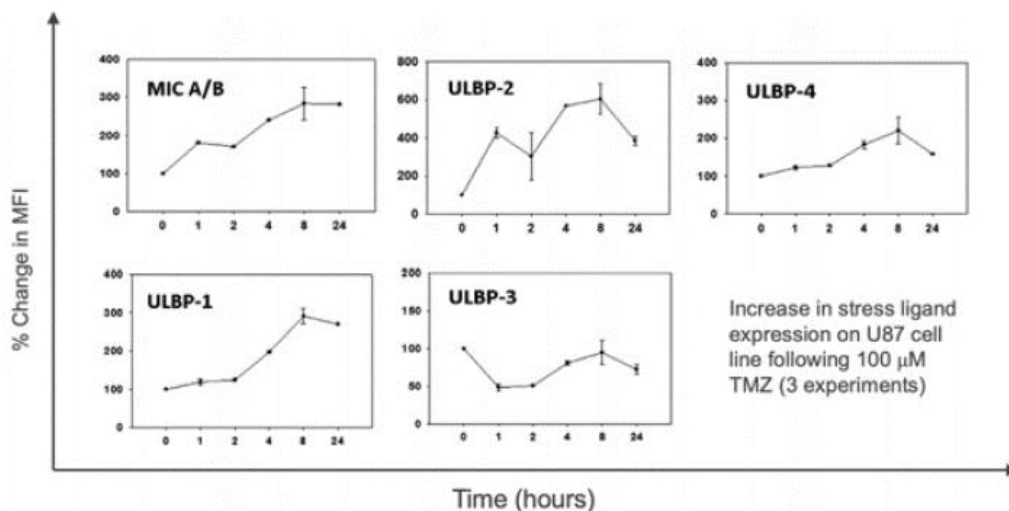 % Change in MFI
MIC A/B
400
300
200
100
0
0 1 2 4 8 24
ULBP-2
800
600
400
200
0
0 1 2 4 8 24
ULBP-4
400
300
200
100
0
0 1 2 4 8 24
ULBP-1
400
300
200
100
0
0 1 2 4 8 24
ULBP-3
200
150
100
50
0
0 1 2 4 8 24
Increase in stress ligand
expression on U87 cell
line following 100 μM
TMZ (3 experiments)
Time (hours)